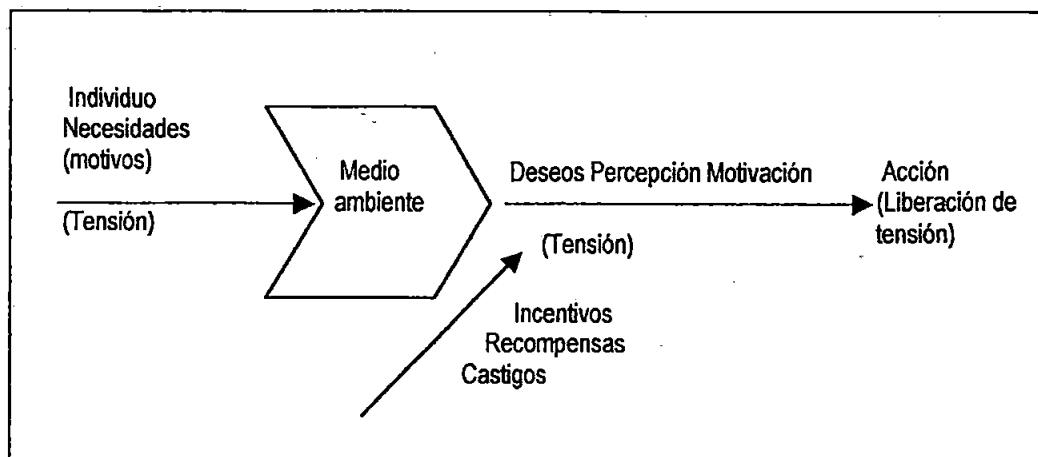 Individuo
Necesidades
(motivos)
(Tensión)
Medio
ambiente
Deseos Percepción Motivación
(Tensión)
Incentivos
Recompensas
Castigos
Acción
(Liberación de
tensión)